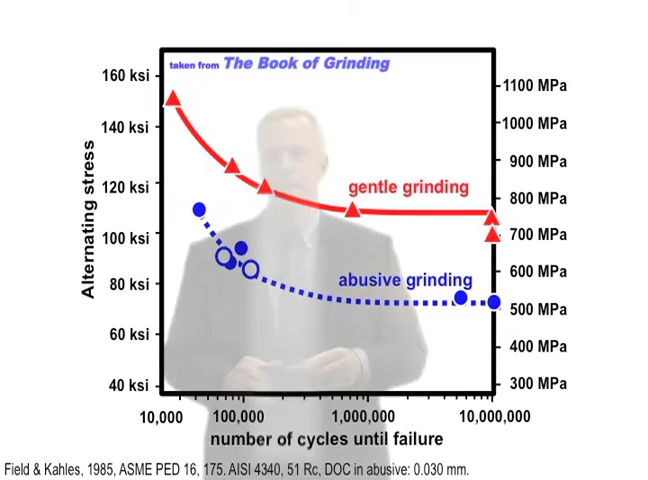 taken from The Book of Grinding
160 ksi
140 ksi
120 ksi
100 ksi
80 ksi
60 ksi
40 ksi
Alternating stress
1100 MPa
1000 MPa
900 MPa
800 MPa
700 MPa
600 MPa
500 MPa
400 MPa
300 MPa
gentle grinding
abusive grinding
10,000 100,000 1,000,000 10,000,000
number of cycles until failure
Field & Kahles, 1985, ASME PED 16, 175. AISI 4340, 51 Rc, DOC in abusive: 0.030 mm.